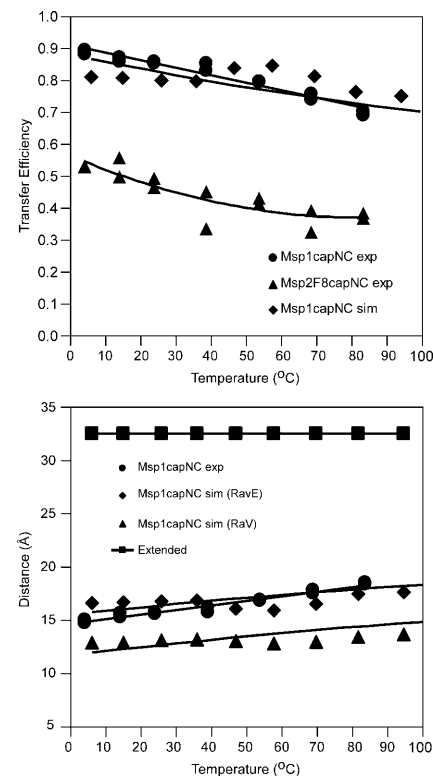 1.0
0.9
0.8
0.7
0.6
0.5
0.4
0.3
0.2
0.1
0.0
Transfer Efficiency
Msp1capNC exp
Msp2F8capNC exp
Msp1capNC sim
0 10 20 30 40 50 60 70 80 90 100
Temperature (ºC)
35
30
25
20
15
10
5
Distance (Å)
Msp1capNC exp
Msp1capNC sim (RavE)
Msp1capNC sim (RaV)
Extended
0 10 20 30 40 50 60 70 80 90 100
Temperature (ºC)